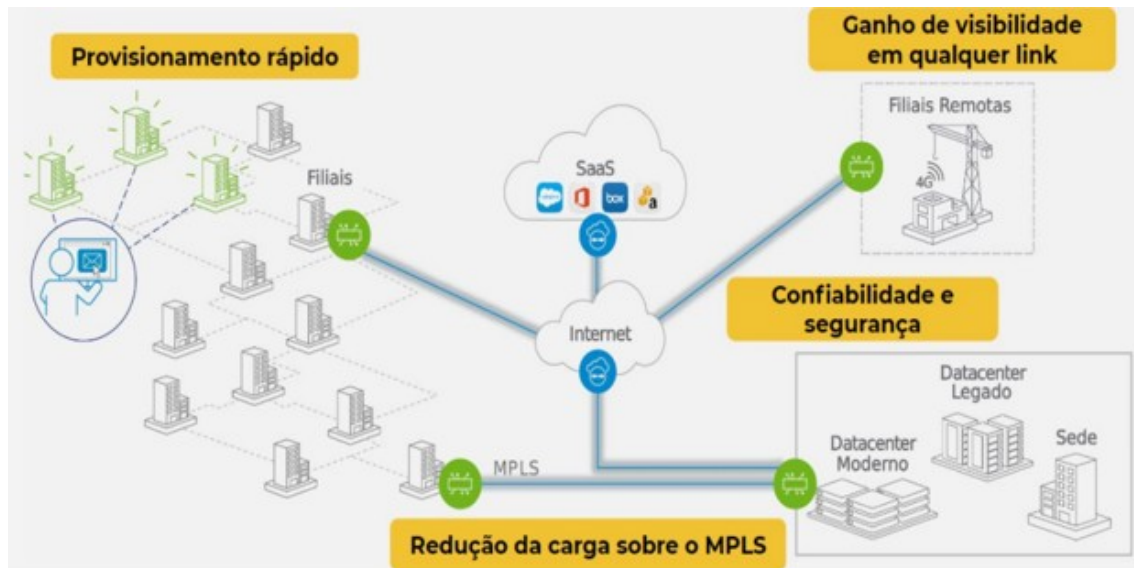 Provisionamento rápido
Ganho de visibilidade
em qualquer link
Filiais Remotas
4G
SaaS
box
a
Filiais
Internet
Confiabilidade e
segurança
Datacenter
Legado
Datacenter
Moderno
Sede
MPLS
Redução da carga sobre o MPLS